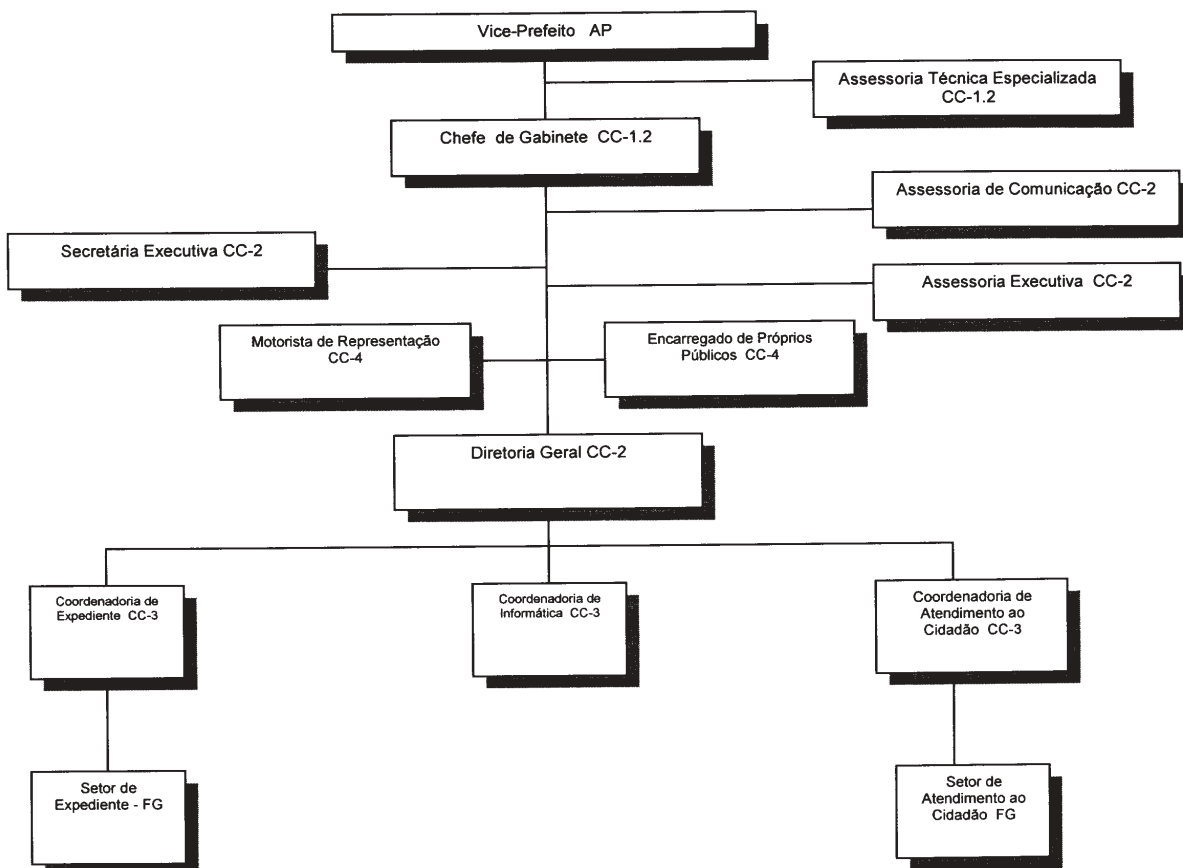 Vice-Prefeito AP
Assessoria Técnica Especializada
CC-1.2
Chefe de Gabinete CC-1.2
Assessoria de Comunicação CC-2
Secretária Executiva CC-2
Assessoria Executiva CC-2
Motorista de Representação
CC-4
Encarregado de Próprios
Públicos CC-4
Diretoria Geral CC-2
Coordenadoria de
Expediente CC-3
Coordenadoria de
Informática CC-3
Coordenadoria de
Atendimento ao
Cidadão CC-3
Setor de
Expediente - FG
Setor de
Atendimento ao
Cidadão FG